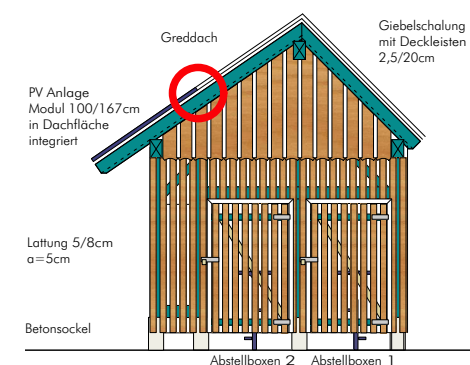 Greddach
Giebelschalung
mit Deckleisten
2,5/20cm
PV Anlage
Modul 100/167cm
in Dachfläche
integriert
Lattung 5/8cm
a=5cm
Betonsockel
Abstellboxen 2
Abstellboxen 1